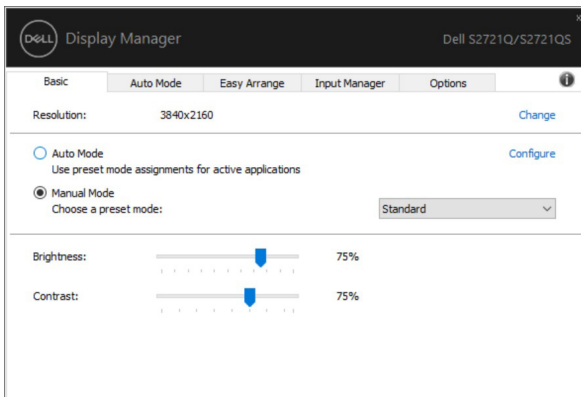 DELL Display Manager
Dell S2721Q/S2721QS
Basic Auto Mode Easy Arrange Input Manager Options
Resolution: 3840x2160 Change
Auto Mode Configure
Use preset mode assignments for active applications
Manual Mode
Choose a preset mode: Standard
Brightness: 75%
Contrast: 75%